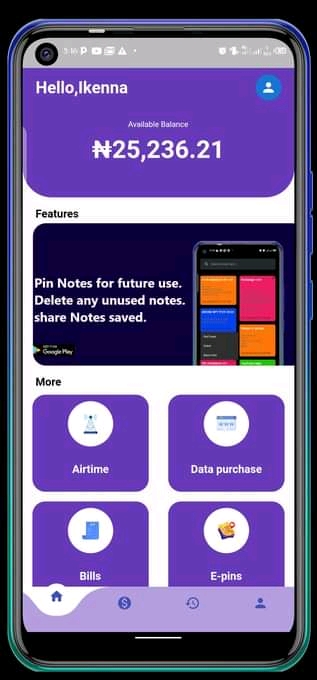 3:16
Hello,Ikenna
Available Balance
₦25,236.21
Features
Pin Notes for future use.
Delete any unused notes.
share Notes saved.
Google Play
More
Airtime
Data purchase
Bills
E-pins